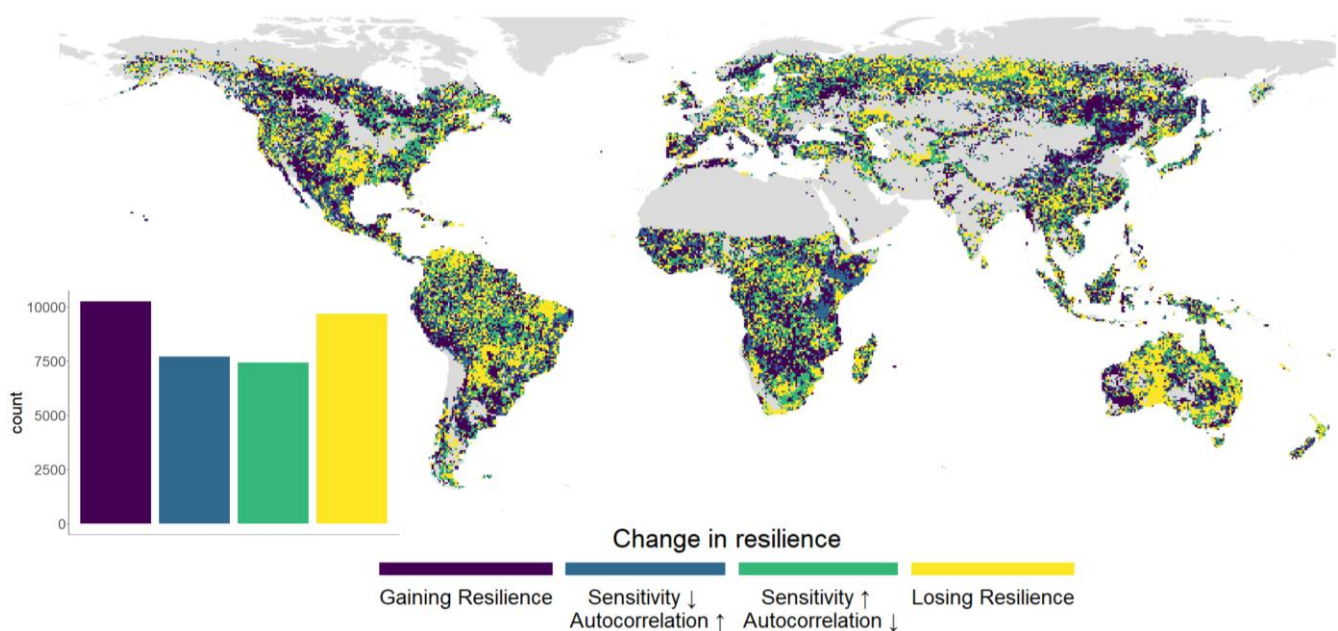 10000
7500
5000
2500
0
count
Change in resilience
Gaining Resilience
Sensitivity ↓
Autocorrelation ↑
Sensitivity ↑
Autocorrelation ↓
Losing Resilience